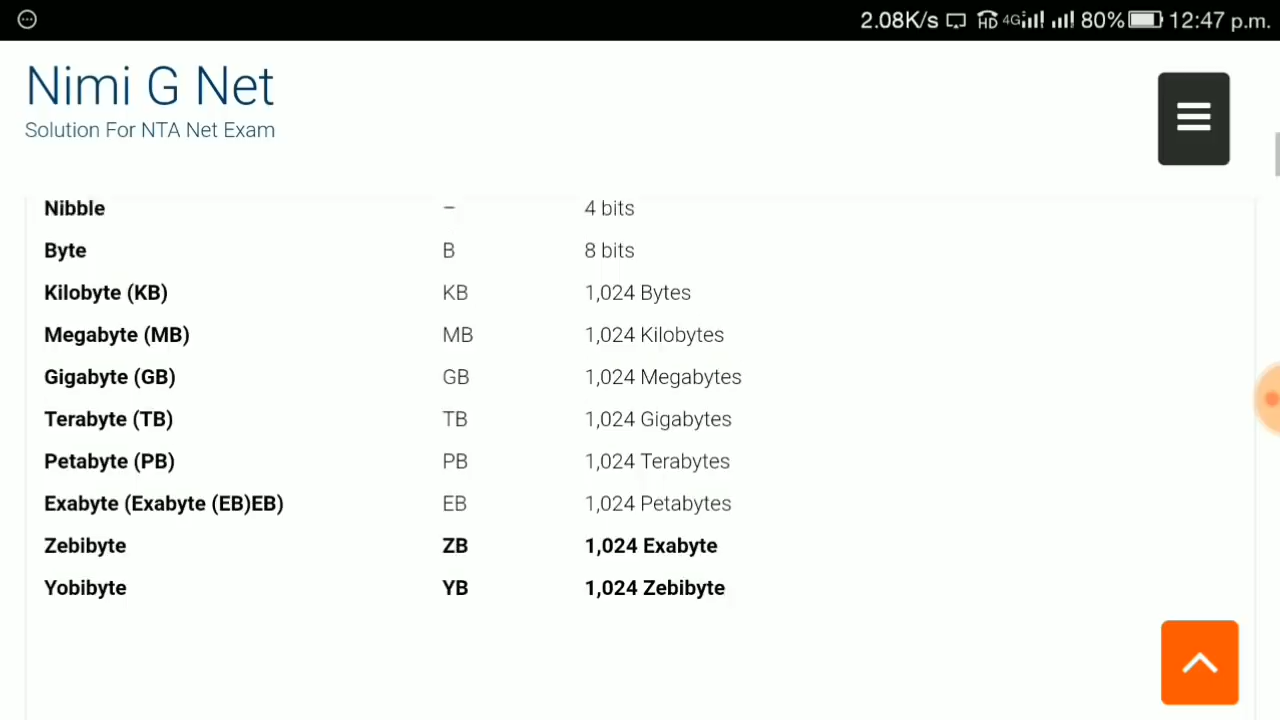 2.08K/s HD 4G 80% 12:47 p.m.
Nimi G Net
Solution For NTA Net Exam
Nibble – 4 bits
Byte B 8 bits
Kilobyte (KB) KB 1,024 Bytes
Megabyte (MB) MB 1,024 Kilobytes
Gigabyte (GB) GB 1,024 Megabytes
Terabyte (TB) TB 1,024 Gigabytes
Petabyte (PB) PB 1,024 Terabytes
Exabyte (Exabyte (EB)EB) EB 1,024 Petabytes
Zebibyte ZB 1,024 Exabyte
Yobibyte YB 1,024 Zebibyte